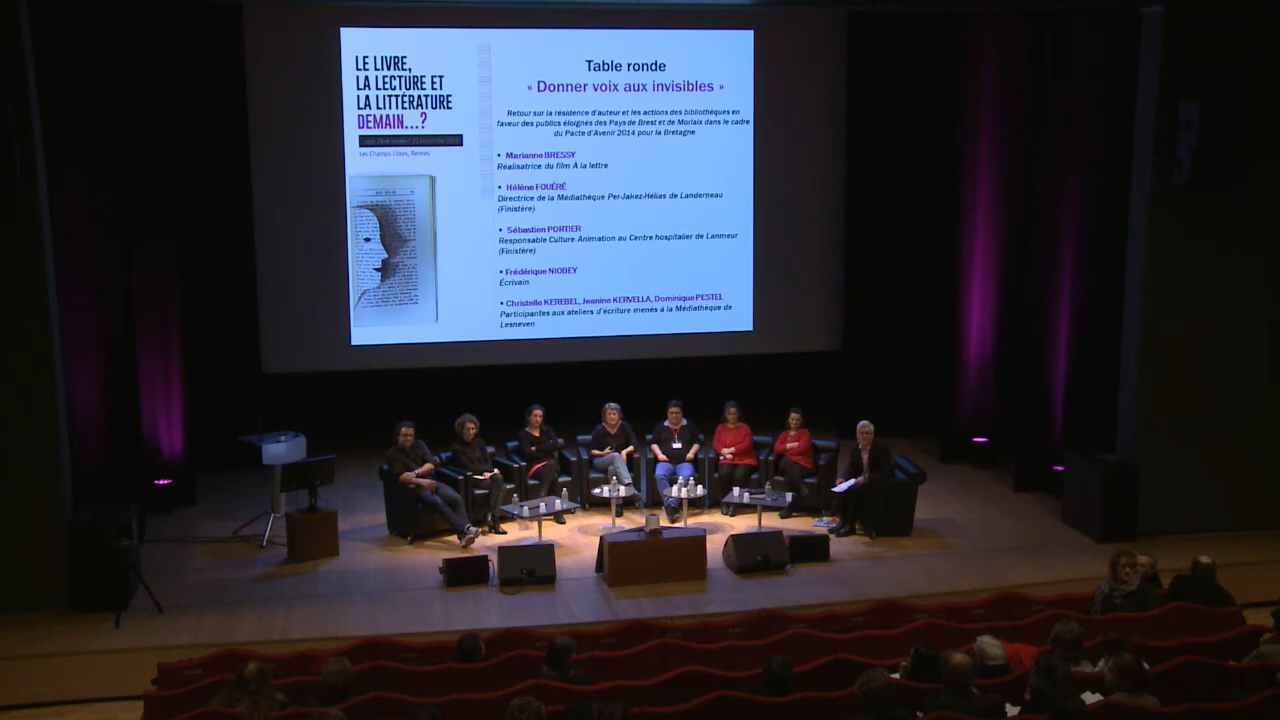 LE LIVRE,
LA LECTURE ET
LA LITTÉRATURE
DEMAIN...?
Les Champs Libres, Rennes
Table ronde
« Donner voix aux invisibles »
Retour sur la résidence d'auteur et les actions des bibliothèques en
faveur des publics éloignés des Pays de Brest et de Morlaix dans le cadre
du Pacte d'Avenir 2014 pour la Bretagne
• Marianne BRESSY
Réalisatrice du film À la lettre
• Hélène FOUÉRÉ
Directrice de la Médiathèque Per-Jakez-Hélias de Landerneau
(Finistère)
• Sébastien PORTIER
Responsable Culture Animation au Centre hospitalier de Lanmeur
(Finistère)
• Frédérique NIOBEY
Écrivain
• Christelle KEREBEL, Jeanine KERVELLA, Dominique PESTEL
Participantes aux ateliers d'écriture menés à la Médiathèque de
Lesneven